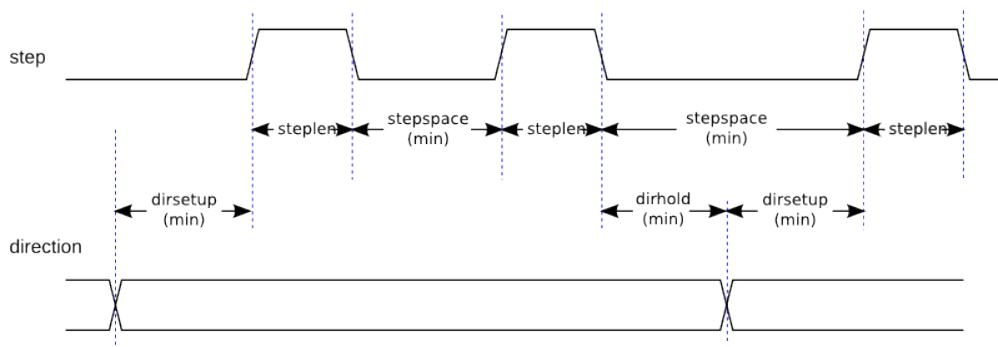 step
steplen
stepspace
(min)
steplen
stepspace
(min)
steplen
dirsetup
(min)
dirhold
(min)
dirsetup
(min)
direction